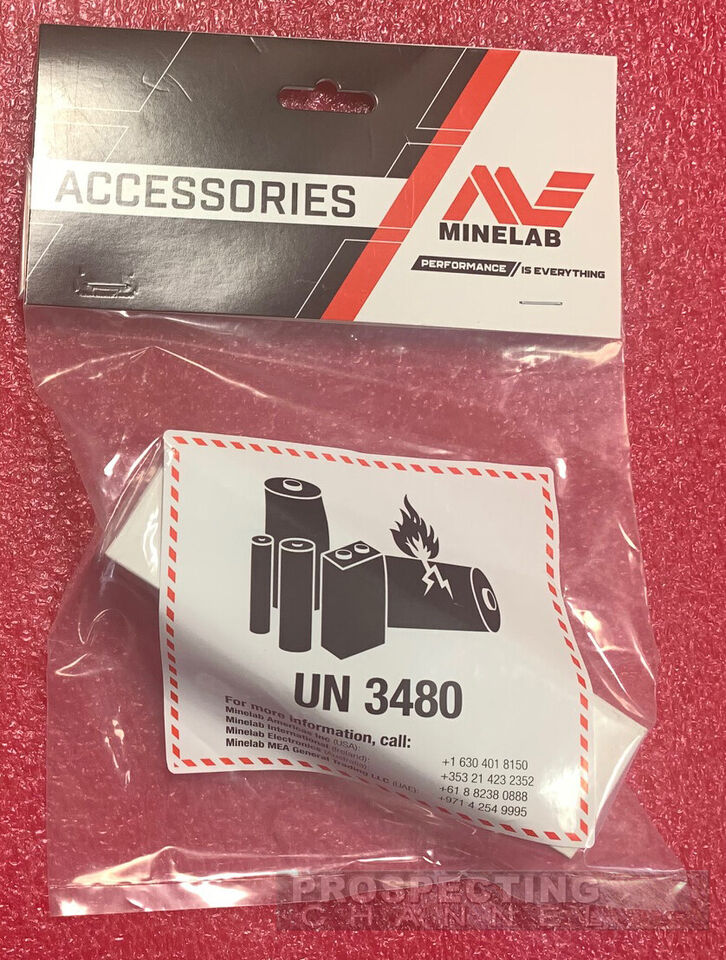 ACCESSORIES
MINELAB
PERFORMANCE IS EVERYTHING
UN 3480
For more information, call:
Minelab Americas Inc (USA): +1 630 401 8150
Minelab International (Ireland): +353 21 423 2352
Minelab Electronics (Australia): +61 8 8238 0888
Minelab MEA General Trading LLC (UAE): +971 4 254 9995
PROSPECTING
CHANNEL